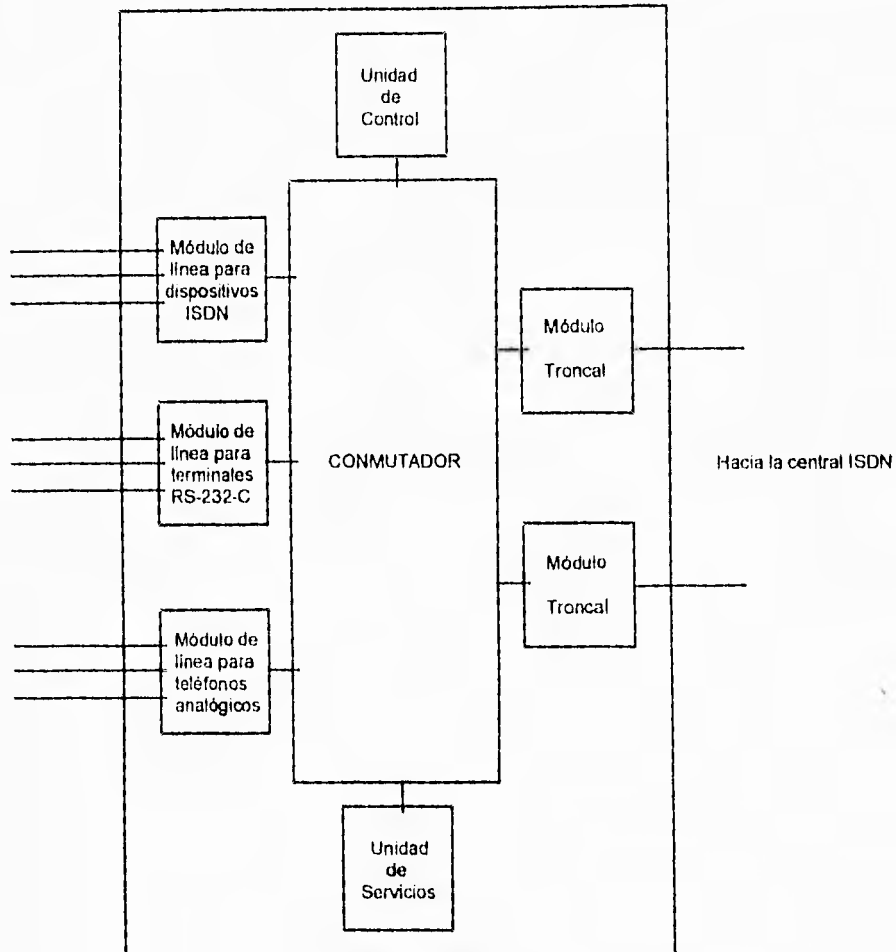 Unidad
de
Control
Módulo de
línea para
dispositivos
ISDN
Módulo
Troncal
Módulo de
línea para
terminales
RS-232-C
CONMUTADOR
Hacia la central ISDN
Módulo
Troncal
Módulo de
línea para
teléfonos
analógicos
Unidad
de
Servicios